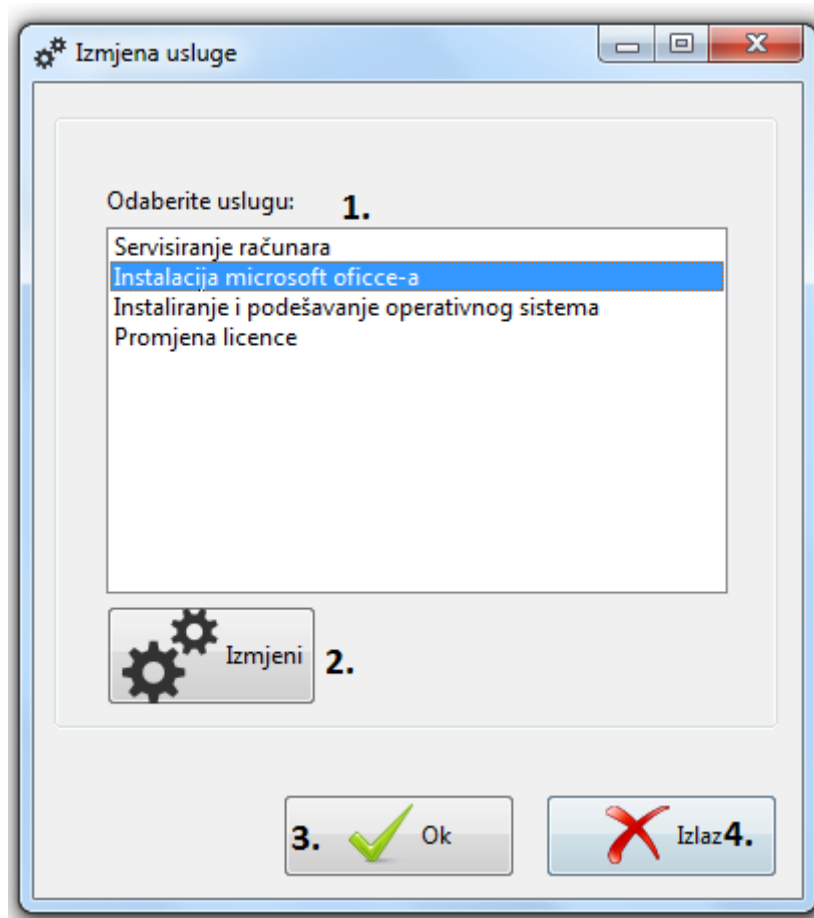 Izmjena usluge
Odaberite uslugu: 1.
Servisiranje računara
Instalacija microsoft oficce-a
Instaliranje i podešavanje operativnog sistema
Promjena licence
Izmjeni 2.
3. Ok
Izlaz 4.